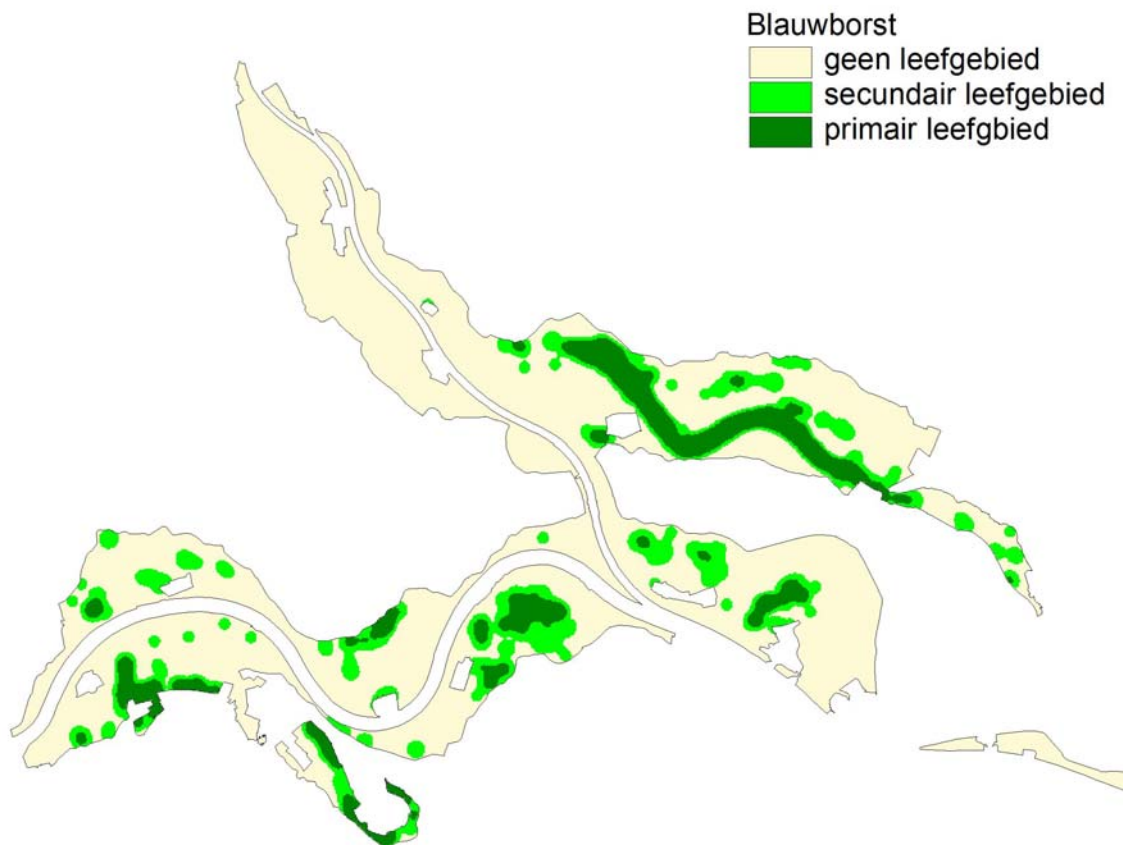 Blauwborst
geen leefgebied
secundair leefgebied
primair leefgbied